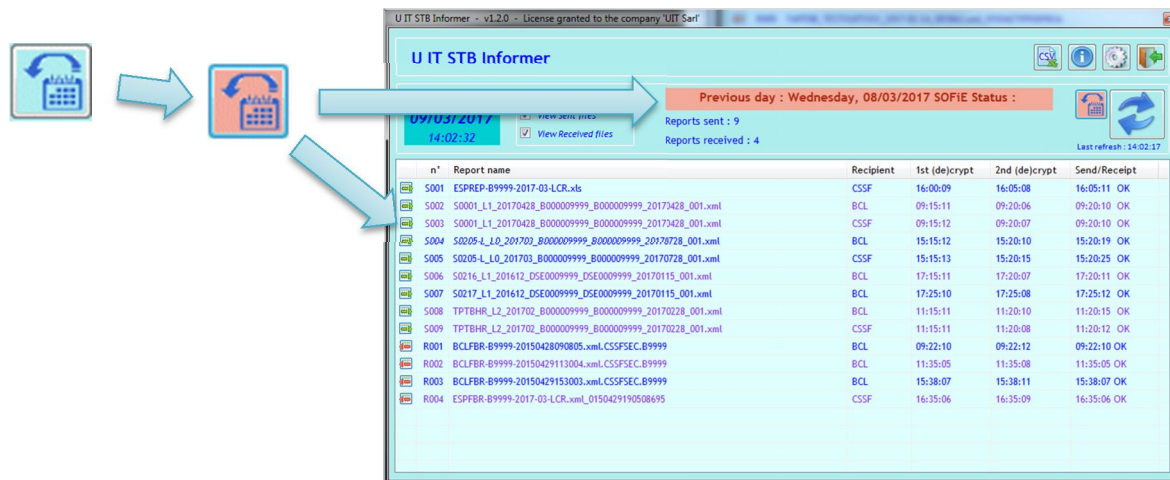 U IT STB Informer - v1.2.0 - License granted to the company 'UIT Sarl'
U IT STB Informer
CSV
Previous day : Wednesday, 08/03/2017 SOFiE Status :
09/03/2017
14:02:32
View Sent files
View Received files
Reports sent : 9
Reports received : 4
Last refresh : 14:02:17
n° Report name Recipient 1st (de)crypt 2nd (de)crypt Send/Receipt
S001 ESPREP-B9999-2017-03-LCR.xls CSSF 16:00:09 16:05:08 16:05:11 OK
S002 S0001_L1_20170428_B000009999_B000009999_20170428_001.xml BCL 09:15:11 09:20:06 09:20:10 OK
S003 S0001_L1_20170428_B000009999_B000009999_20170428_001.xml CSSF 09:15:12 09:20:07 09:20:10 OK
S004 S0205-L_L0_201703_B000009999_B000009999_20170728_001.xml BCL 15:15:12 15:20:10 15:20:19 OK
S005 S0205-L_L0_201703_B000009999_B000009999_20170728_001.xml CSSF 15:15:13 15:20:15 15:20:25 OK
S006 S0216_L1_201612_DSE0009999_DSE0009999_20170115_001.xml BCL 17:15:11 17:20:07 17:20:11 OK
S007 S0217_L1_201612_DSE0009999_DSE0009999_20170115_001.xml BCL 17:25:10 17:25:08 17:25:12 OK
S008 TPTBHR_L2_201702_B000009999_B000009999_20170228_001.xml BCL 11:15:11 11:20:10 11:20:15 OK
S009 TPTBHR_L2_201702_B000009999_B000009999_20170228_001.xml CSSF 11:15:11 11:20:08 11:20:12 OK
R001 BCLFBR-B9999-20150428090805.xml.CSSFSEC.B9999 BCL 09:22:10 09:22:12 09:22:10 OK
R002 BCLFBR-B9999-20150429113004.xml.CSSFSEC.B9999 BCL 11:35:05 11:35:08 11:35:05 OK
R003 BCLFBR-B9999-20150429153003.xml.CSSFSEC.B9999 BCL 15:38:07 15:38:11 15:38:07 OK
R004 ESPFBR-B9999-2017-03-LCR.xml_0150429190508695 CSSF 16:35:06 16:35:09 16:35:06 OK